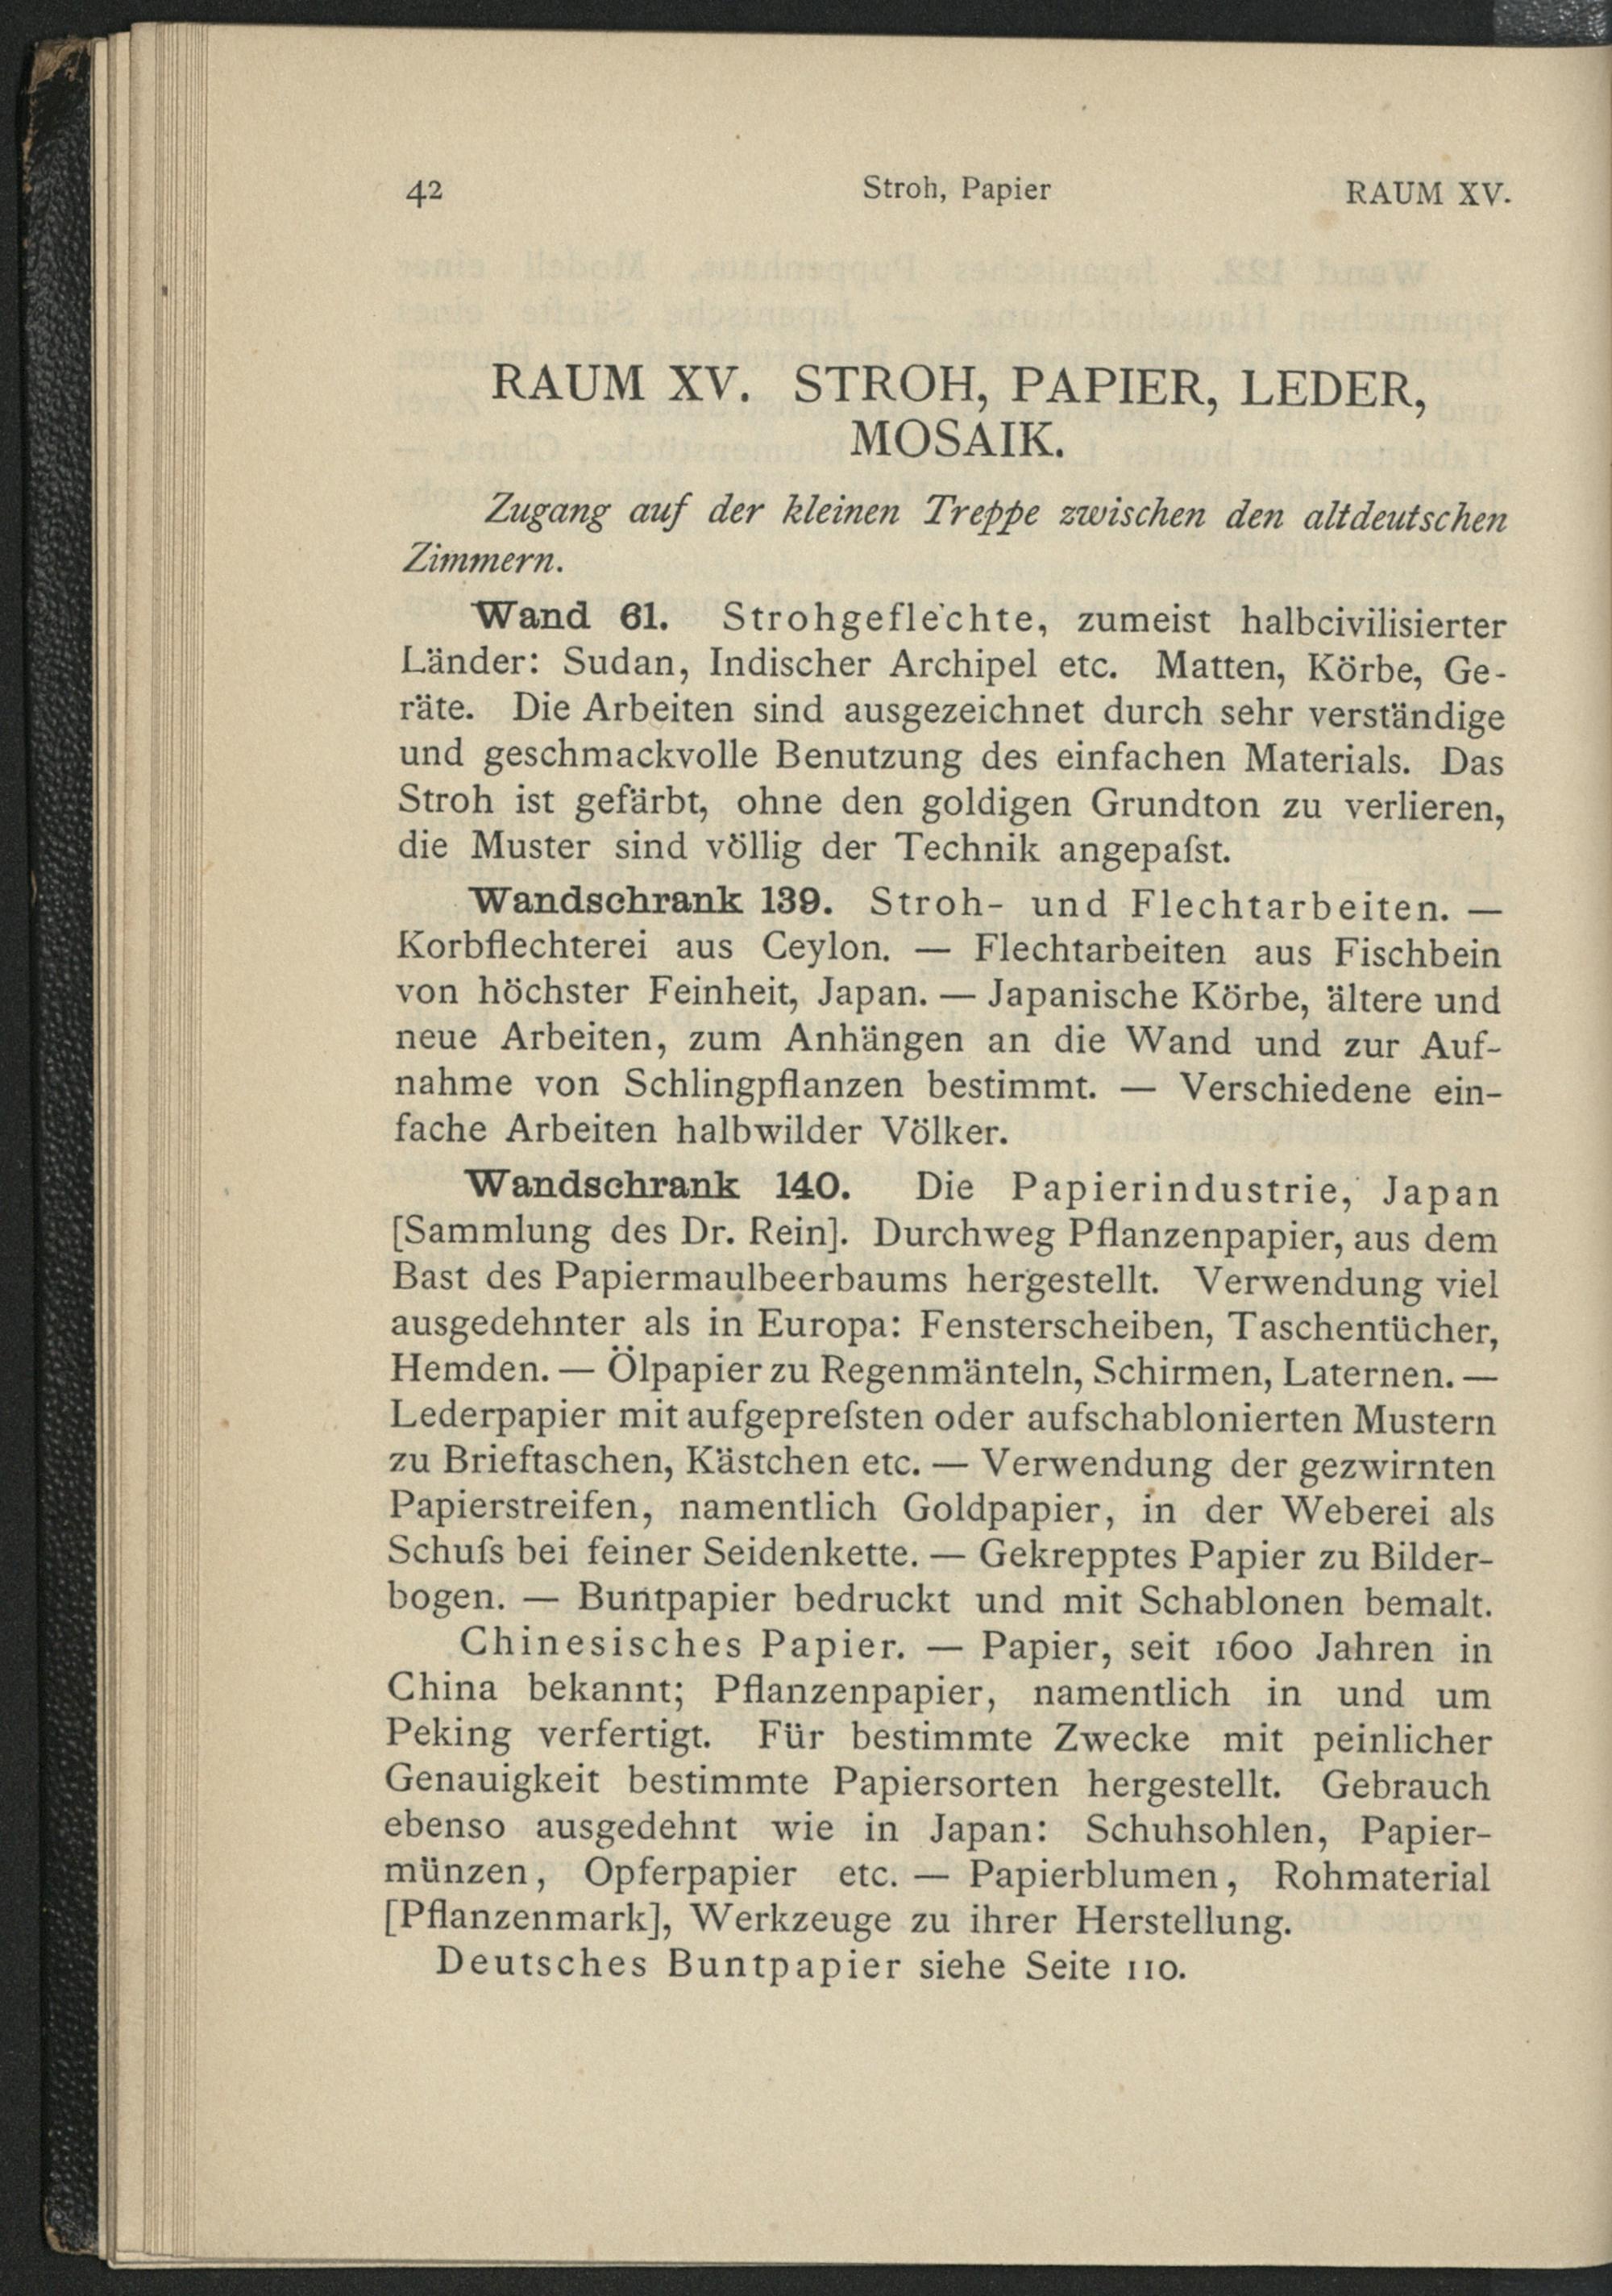 42 Stroh, Papier RAUM XV.
RAUM XV. STROH, PAPIER, LEDER,
MOSAIK.
Zugang auf der kleinen Treppe zwischen den altdeutschen
Zimmern.
Wand 61. Strohgeflechte, zumeist halbcivilisierter
Länder: Sudan, Indischer Archipel etc. Matten, Körbe, Ge-
räte. Die Arbeiten sind ausgezeichnet durch sehr verständige
und geschmackvolle Benutzung des einfachen Materials. Das
Stroh ist gefärbt, ohne den goldigen Grundton zu verlieren,
die Muster sind völlig der Technik angepaſst.
Wandschrank 139. Stroh- und Flechtarbeiten. —
Korbflechterei aus Ceylon. — Flechtarbeiten aus Fischbein
von höchster Feinheit, Japan. — Japanische Körbe, ältere und
neue Arbeiten, zum Anhängen an die Wand und zur Auf-
nahme von Schlingpflanzen bestimmt. — Verschiedene ein-
fache Arbeiten halbwilder Völker.
Wandschrank 140. Die Papierindustrie, Japan
[Sammlung des Dr. Rein]. Durchweg Pflanzenpapier, aus dem
Bast des Papiermaulbeerbaums hergestellt. Verwendung viel
ausgedehnter als in Europa: Fensterscheiben, Taschentücher,
Hemden. — Ölpapier zu Regenmänteln, Schirmen, Laternen. —
Lederpapier mit aufgepreſsten oder aufschablonierten Mustern
zu Brieftaschen, Kästchen etc. — Verwendung der gezwirnten
Papierstreifen, namentlich Goldpapier, in der Weberei als
Schuſs bei feiner Seidenkette. — Gekrepptes Papier zu Bilder-
bogen. — Buntpapier bedruckt und mit Schablonen bemalt.
Chinesisches Papier. — Papier, seit 1600 Jahren in
China bekannt; Pflanzenpapier, namentlich in und um
Peking verfertigt. Für bestimmte Zwecke mit peinlicher
Genauigkeit bestimmte Papiersorten hergestellt. Gebrauch
ebenso ausgedehnt wie in Japan: Schuhsohlen, Papier-
münzen, Opferpapier etc. — Papierblumen, Rohmaterial
[Pflanzenmark], Werkzeuge zu ihrer Herstellung.
Deutsches Buntpapier siehe Seite 110.